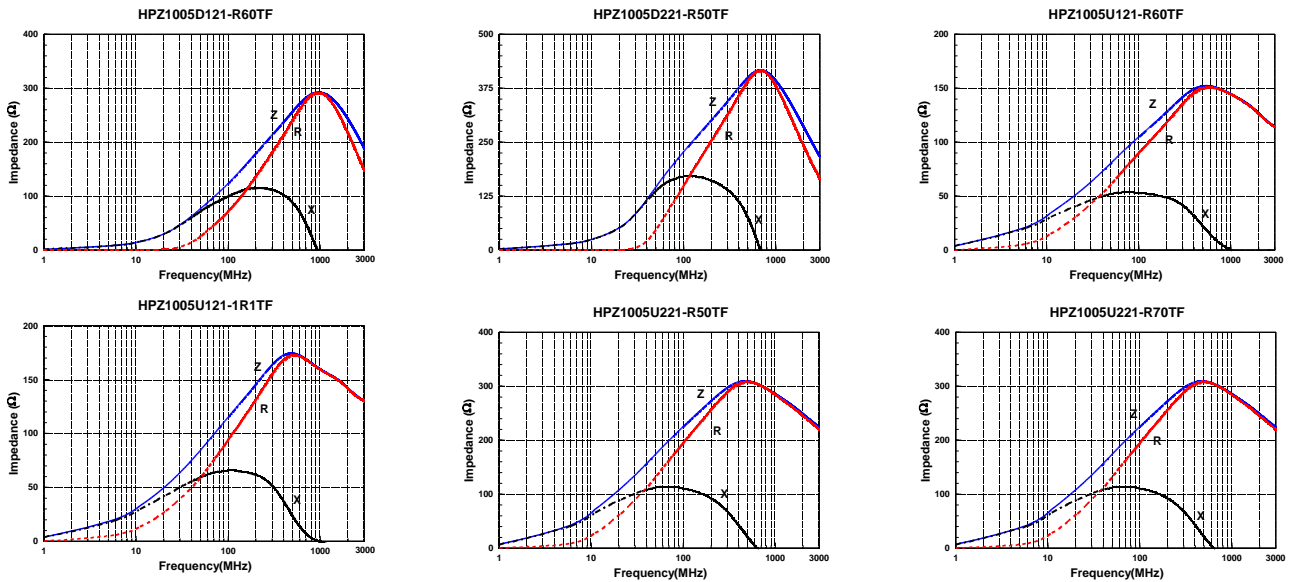 HPZ1005D121-R60TF
400
300
200
100
0
Impedance (Ω)
Z
R
X
1 10 100 1000 3000
Frequency(MHz)
HPZ1005D221-R50TF
500
375
250
125
0
Impedance (Ω)
Z
R
X
1 10 100 1000 3000
Frequency(MHz)
HPZ1005U121-R60TF
200
150
100
50
0
Impedance (Ω)
Z
R
X
1 10 100 1000 3000
Frequency(MHz)
HPZ1005U121-1R1TF
200
150
100
50
0
Impedance (Ω)
Z
R
X
1 10 100 1000 3000
Frequency(MHz)
HPZ1005U221-R50TF
400
300
200
100
0
Impedance (Ω)
Z
R
X
1 10 100 1000 3000
Frequency(MHz)
HPZ1005U221-R70TF
400
300
200
100
0
Impedance (Ω)
Z
R
X
1 10 100 1000 3000
Frequency(MHz)